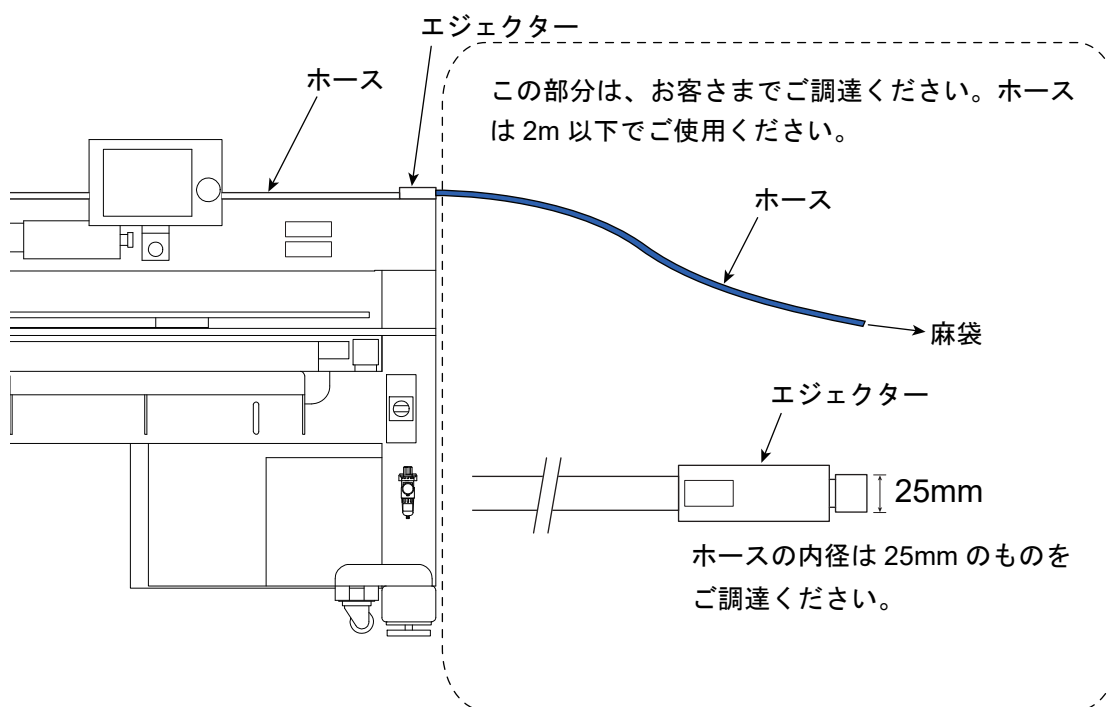 エジェクター
ホース
この部分は、お客さまでご調達ください。ホース
は 2m 以下でご使用ください。
ホース
麻袋
エジェクター
25mm
ホースの内径は 25mm のものを
ご調達ください。